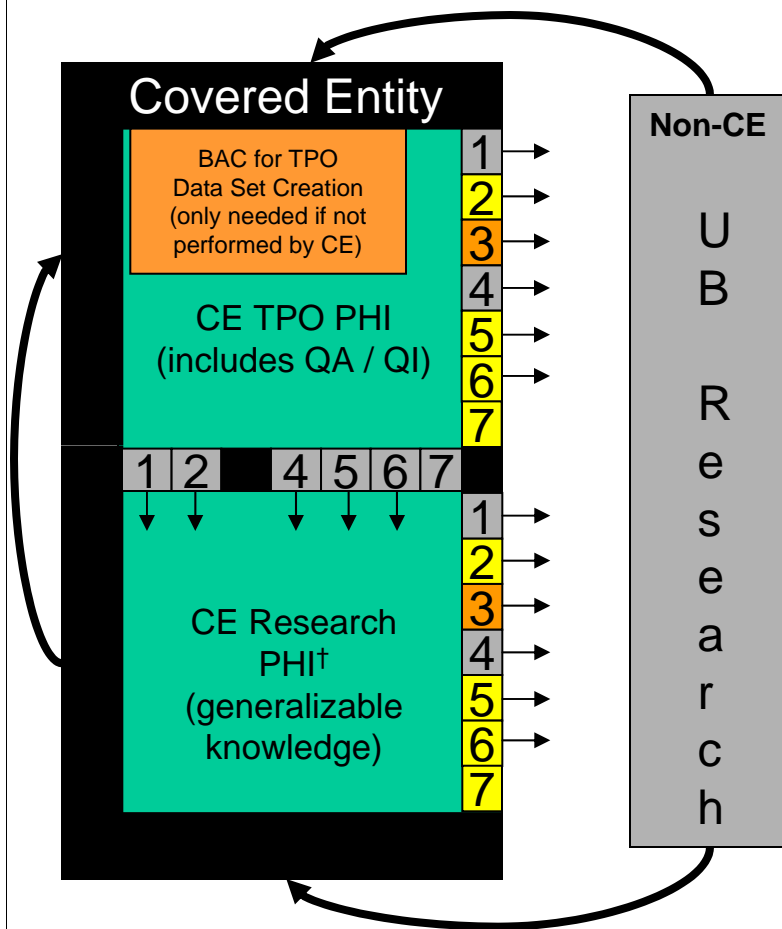 Covered Entity
BAC for TPO
Data Set Creation
(only needed if not
performed by CE)
CE TPO PHI
(includes QA / QI)
1
2
3
4
5
6
7
1 2 4 5 6 7
CE Research
PHI†
(generalizable
knowledge)
1
2
3
4
5
6
7
Non-CE
U
B
R
e
s
e
a
r
c
h